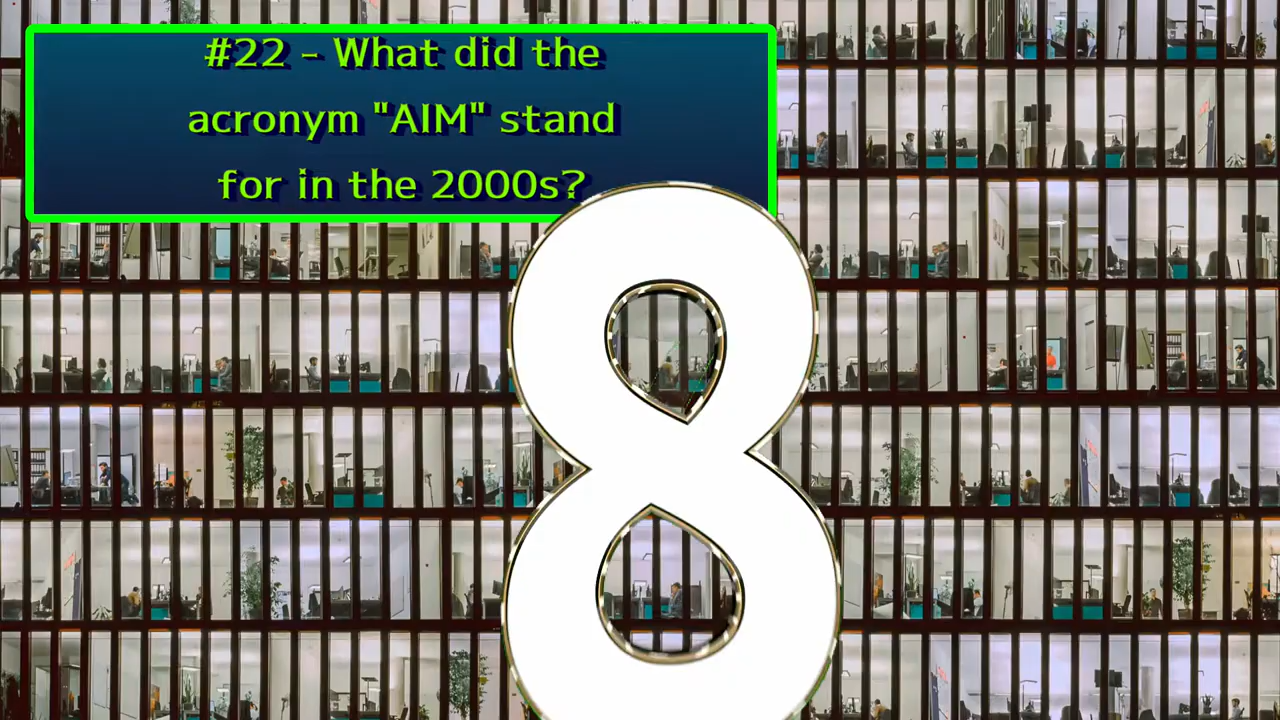 #22 - What did the
acronym "AIM" stand
for in the 2000s?
8